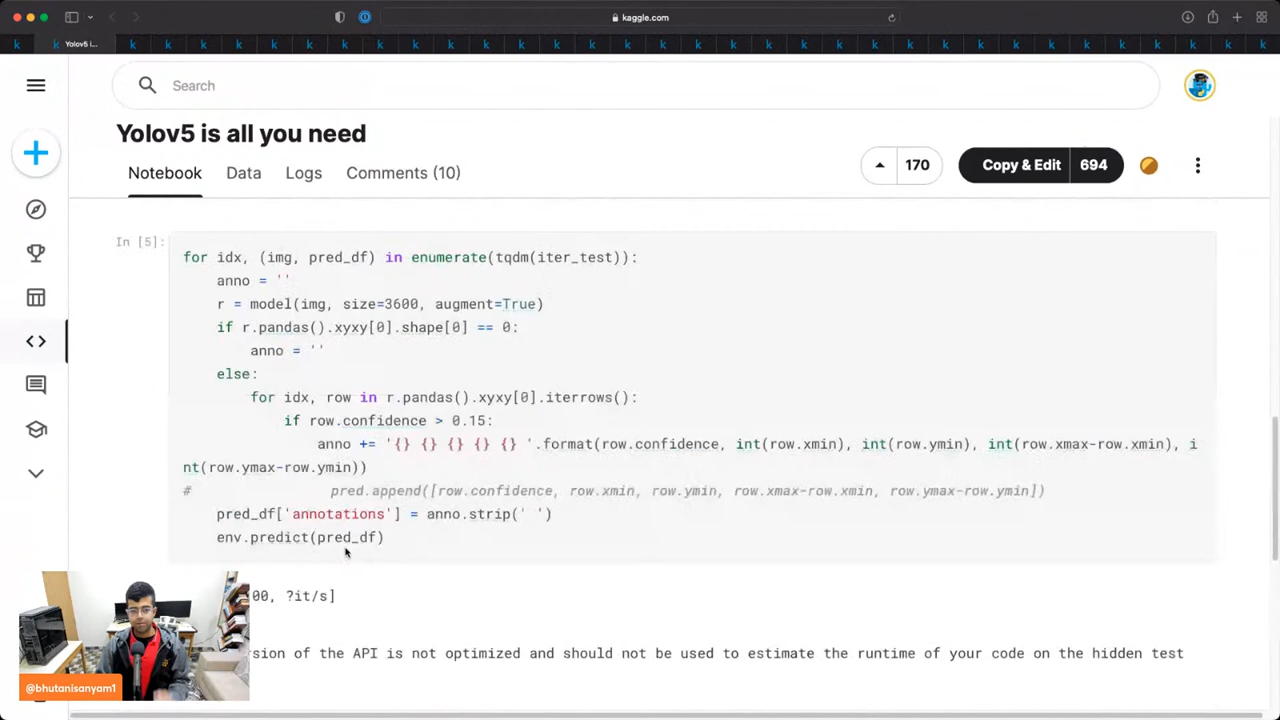 kaggle.com
Yolov5 i...
Search
Yolov5 is all you need
Notebook Data Logs Comments (10)
170
Copy & Edit 694
In [5]:
for idx, (img, pred_df) in enumerate(tqdm(iter_test)):
anno = ''
r = model(img, size=3600, augment=True)
if r.pandas().xyxy[0].shape[0] == 0:
anno = ''
else:
for idx, row in r.pandas().xyxy[0].iterrows():
if row.confidence > 0.15:
anno += '{} {} {} {} {} '.format(row.confidence, int(row.xmin), int(row.ymin), int(row.xmax-row.xmin), i
nt(row.ymax-row.ymin))
# pred.append([row.confidence, row.xmin, row.ymin, row.xmax-row.xmin, row.ymax-row.ymin])
pred_df['annotations'] = anno.strip(' ')
env.predict(pred_df)
00, ?it/s]
sion of the API is not optimized and should not be used to estimate the runtime of your code on the hidden test
@bhutanisanyam1